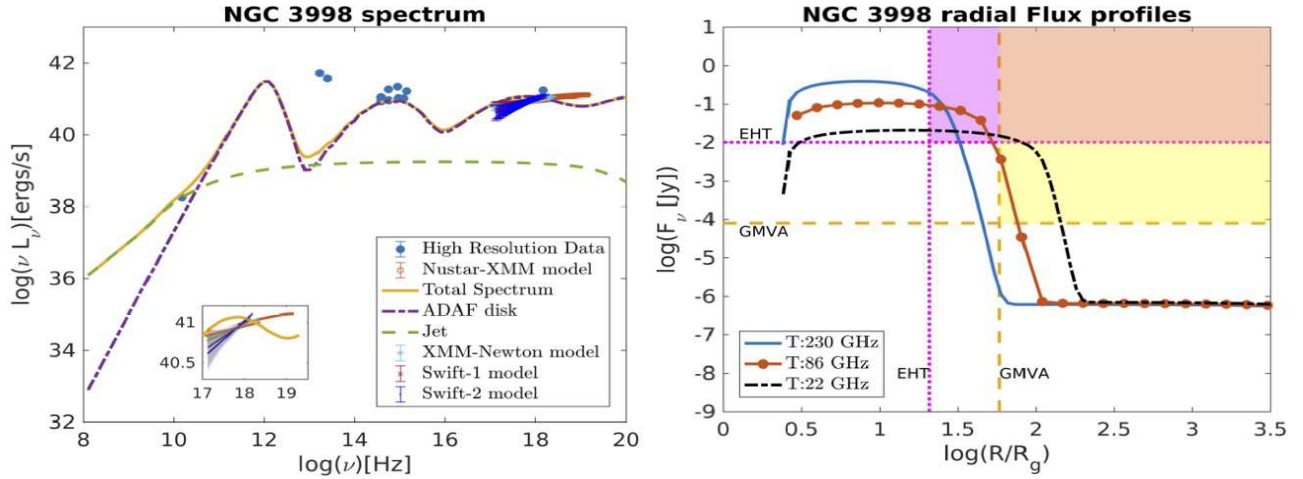 NGC 3998 spectrum
log(ν L_ν)[ergs/s]
42
40
38
36
34
32
8
10
12
14
16
18
20
log(ν)[Hz]
High Resolution Data
Nustar-XMM model
Total Spectrum
ADAF disk
Jet
XMM-Newton model
Swift-1 model
Swift-2 model
41
40.5
17
18
19
NGC 3998 radial Flux profiles
log(F_ν [Jy])
1
0
-1
-2
-3
-4
-5
-6
-7
-8
-9
EHT
GMVA
T:230 GHz
T:86 GHz
T:22 GHz
EHT
GMVA
0
0.5
1
1.5
2
2.5
3
3.5
log(R/R_g)